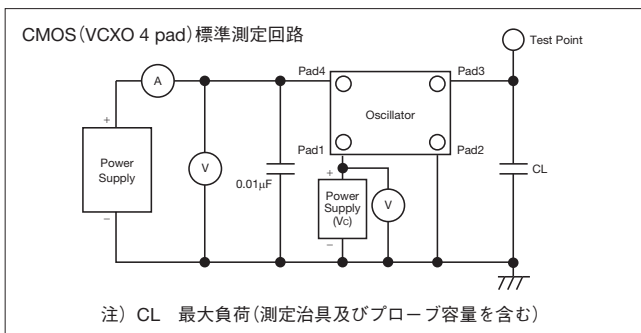 CMOS(VCXO 4 pad)標準測定回路
Test Point
A
Pad4
Pad3
Oscillator
+
Power
Supply
−
V
0.01μF
Pad1
Pad2
+
Power
Supply
(Vc)
−
V
CL
注) CL 最大負荷(測定治具及びプローブ容量を含む)